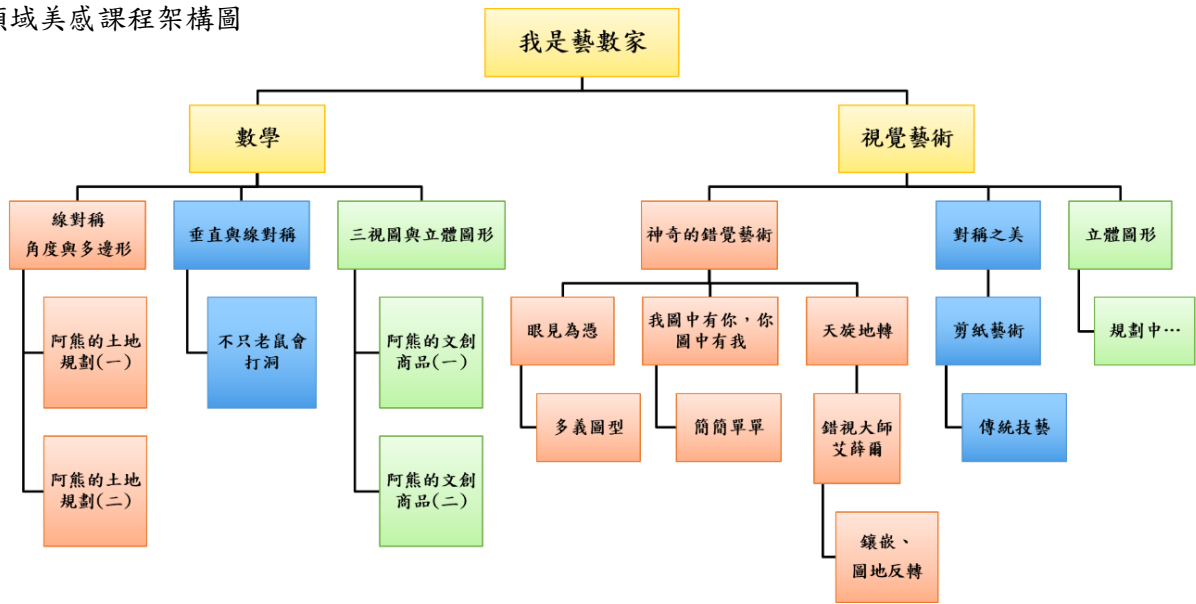 領域美感課程架構圖
我是藝數家
數學
視覺藝術
線對稱
角度與多邊形
垂直與線對稱
三視圖與立體圖形
神奇的錯覺藝術
對稱之美
立體圖形
阿熊的土地
規劃(一)
不只老鼠會
打洞
阿熊的文創
商品(一)
眼見為憑
我圖中有你，你
圖中有我
天旋地轉
剪紙藝術
規劃中…
多義圖型
簡簡單單
錯視大師
艾薛爾
傳統技藝
阿熊的土地
規劃(二)
阿熊的文創
商品(二)
鑲嵌、
圖地反轉